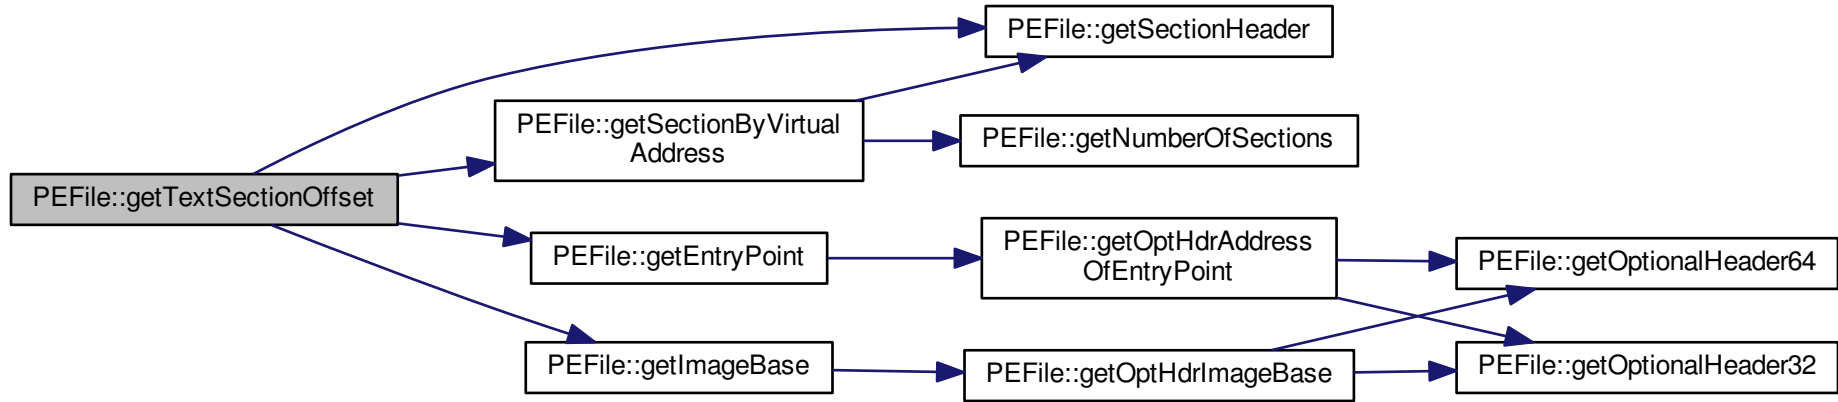 PEFile::getTextSectionOffset
PEFile::getSectionHeader
PEFile::getSectionByVirtual
Address
PEFile::getNumberOfSections
PEFile::getEntryPoint
PEFile::getOptHdrAddress
OfEntryPoint
PEFile::getOptionalHeader64
PEFile::getImageBase
PEFile::getOptHdrImageBase
PEFile::getOptionalHeader32